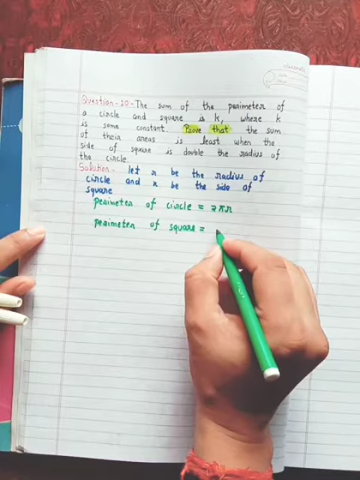 Question-10- The sum of the perimeter of
a circle and square is k, where k
is some constant. Prove that the sum
of their areas is least when the
side of square is double the radius of
the circle.
Solution- let r be the radius of
circle and x be the side of
square
perimeter of circle = 2πr
perimeter of square =